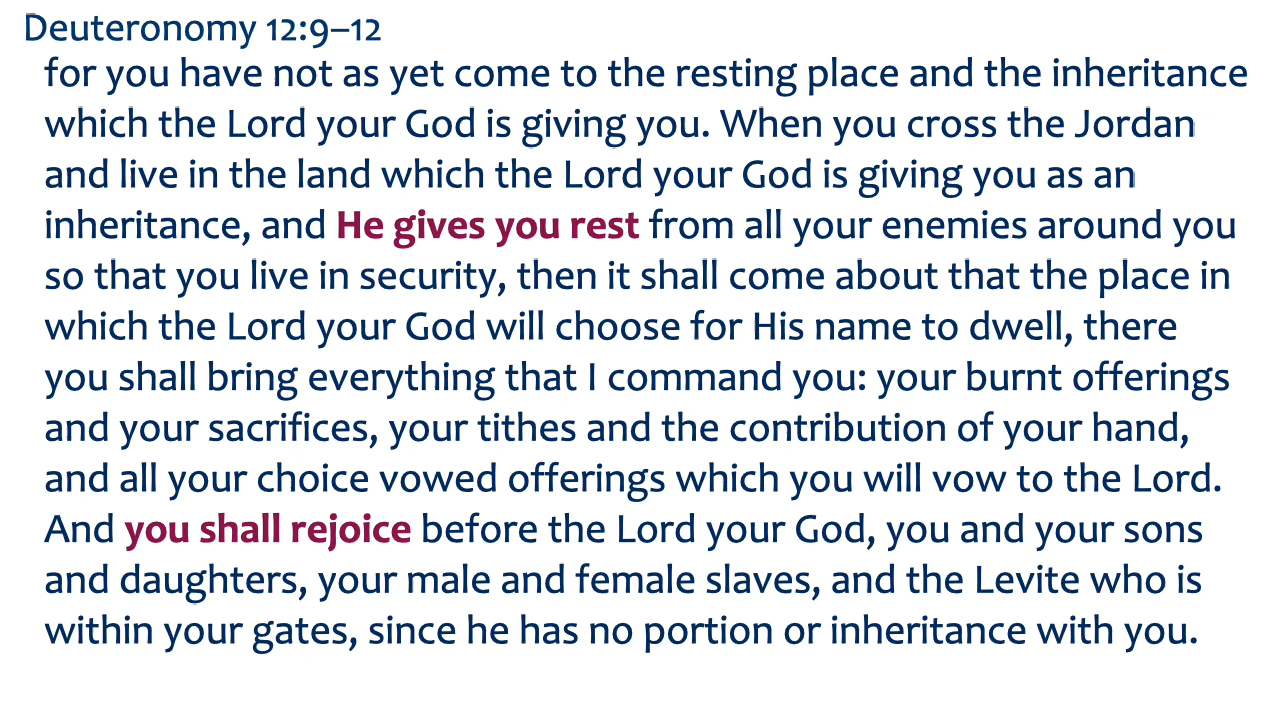 Deuteronomy 12:9–12
for you have not as yet come to the resting place and the inheritance
which the Lord your God is giving you. When you cross the Jordan
and live in the land which the Lord your God is giving you as an
inheritance, and He gives you rest from all your enemies around you
so that you live in security, then it shall come about that the place in
which the Lord your God will choose for His name to dwell, there
you shall bring everything that I command you: your burnt offerings
and your sacrifices, your tithes and the contribution of your hand,
and all your choice vowed offerings which you will vow to the Lord.
And you shall rejoice before the Lord your God, you and your sons
and daughters, your male and female slaves, and the Levite who is
within your gates, since he has no portion or inheritance with you.